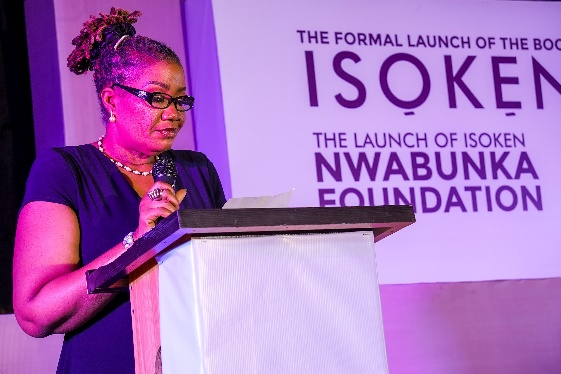 THE FORMAL LAUNCH OF THE BOO
ISỌKẸN
THE LAUNCH OF ISOKEN
NWABUNKA
FOUNDATION